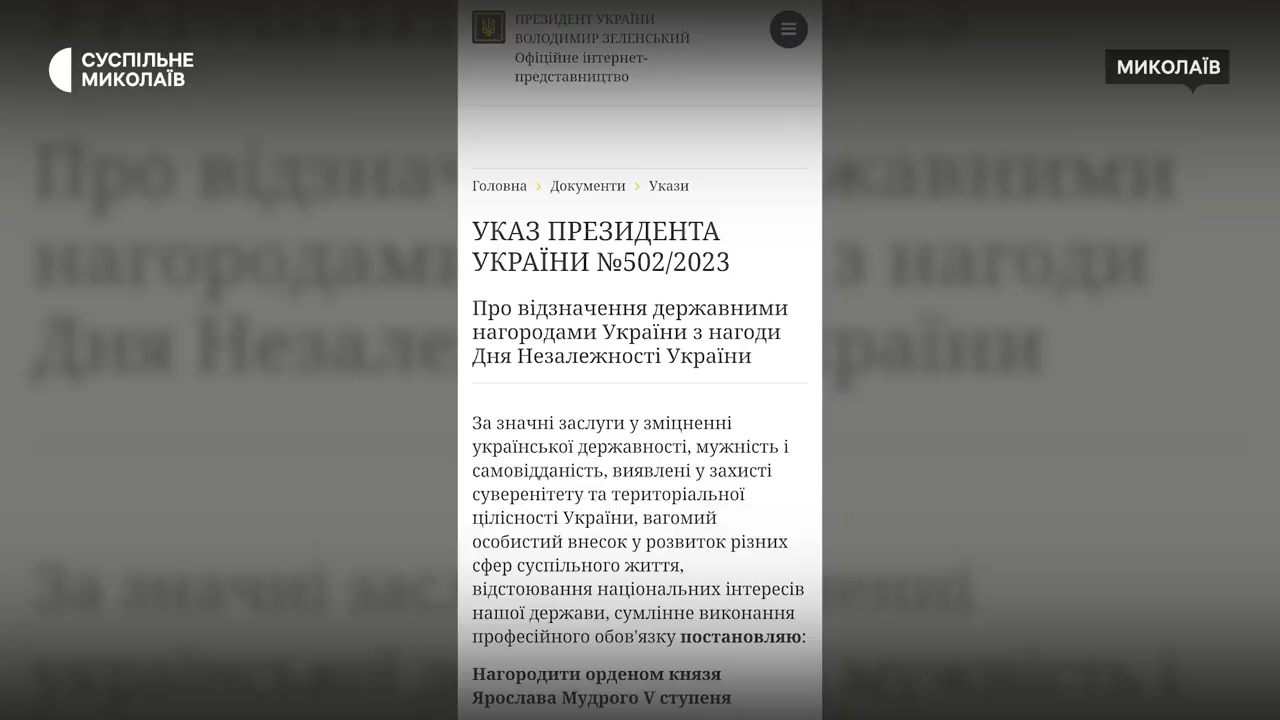 СУСПІЛЬНЕ
МИКОЛАЇВ
МИКОЛАЇВ
ПРЕЗИДЕНТ УКРАЇНИ
ВОЛОДИМИР ЗЕЛЕНСЬКИЙ
Офіційне інтернет-
представництво
Головна › Документи › Укази
УКАЗ ПРЕЗИДЕНТА
УКРАЇНИ №502/2023
Про відзначення державними
нагородами України з нагоди
Дня Незалежності України
За значні заслуги у зміцненні
української державності, мужність і
самовідданість, виявлені у захисті
суверенітету та територіальної
цілісності України, вагомий
особистий внесок у розвиток різних
сфер суспільного життя,
відстоювання національних інтересів
нашої держави, сумлінне виконання
професійного обов'язку постановляю:
Нагородити орденом князя
Ярослава Мудрого V ступеня